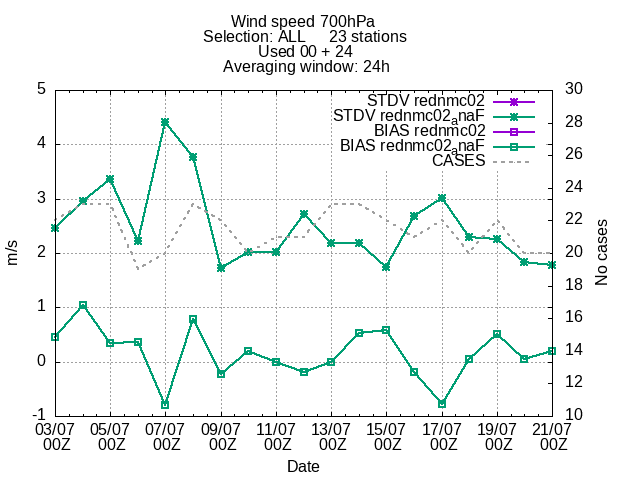 Wind speed 700hPa
Selection: ALL 23 stations
Used 00 + 24
Averaging window: 24h
STDV rednmc02
STDV rednmc02anaF
BIAS rednmc02
BIAS rednmc02anaF
CASES
5
4
3
2
1
0
-1
m/s
30
28
26
24
22
20
18
16
14
12
10
No cases
03/07 05/07 07/07 09/07 11/07 13/07 15/07 17/07 19/07 21/07
00Z 00Z 00Z 00Z 00Z 00Z 00Z 00Z 00Z 00Z
Date